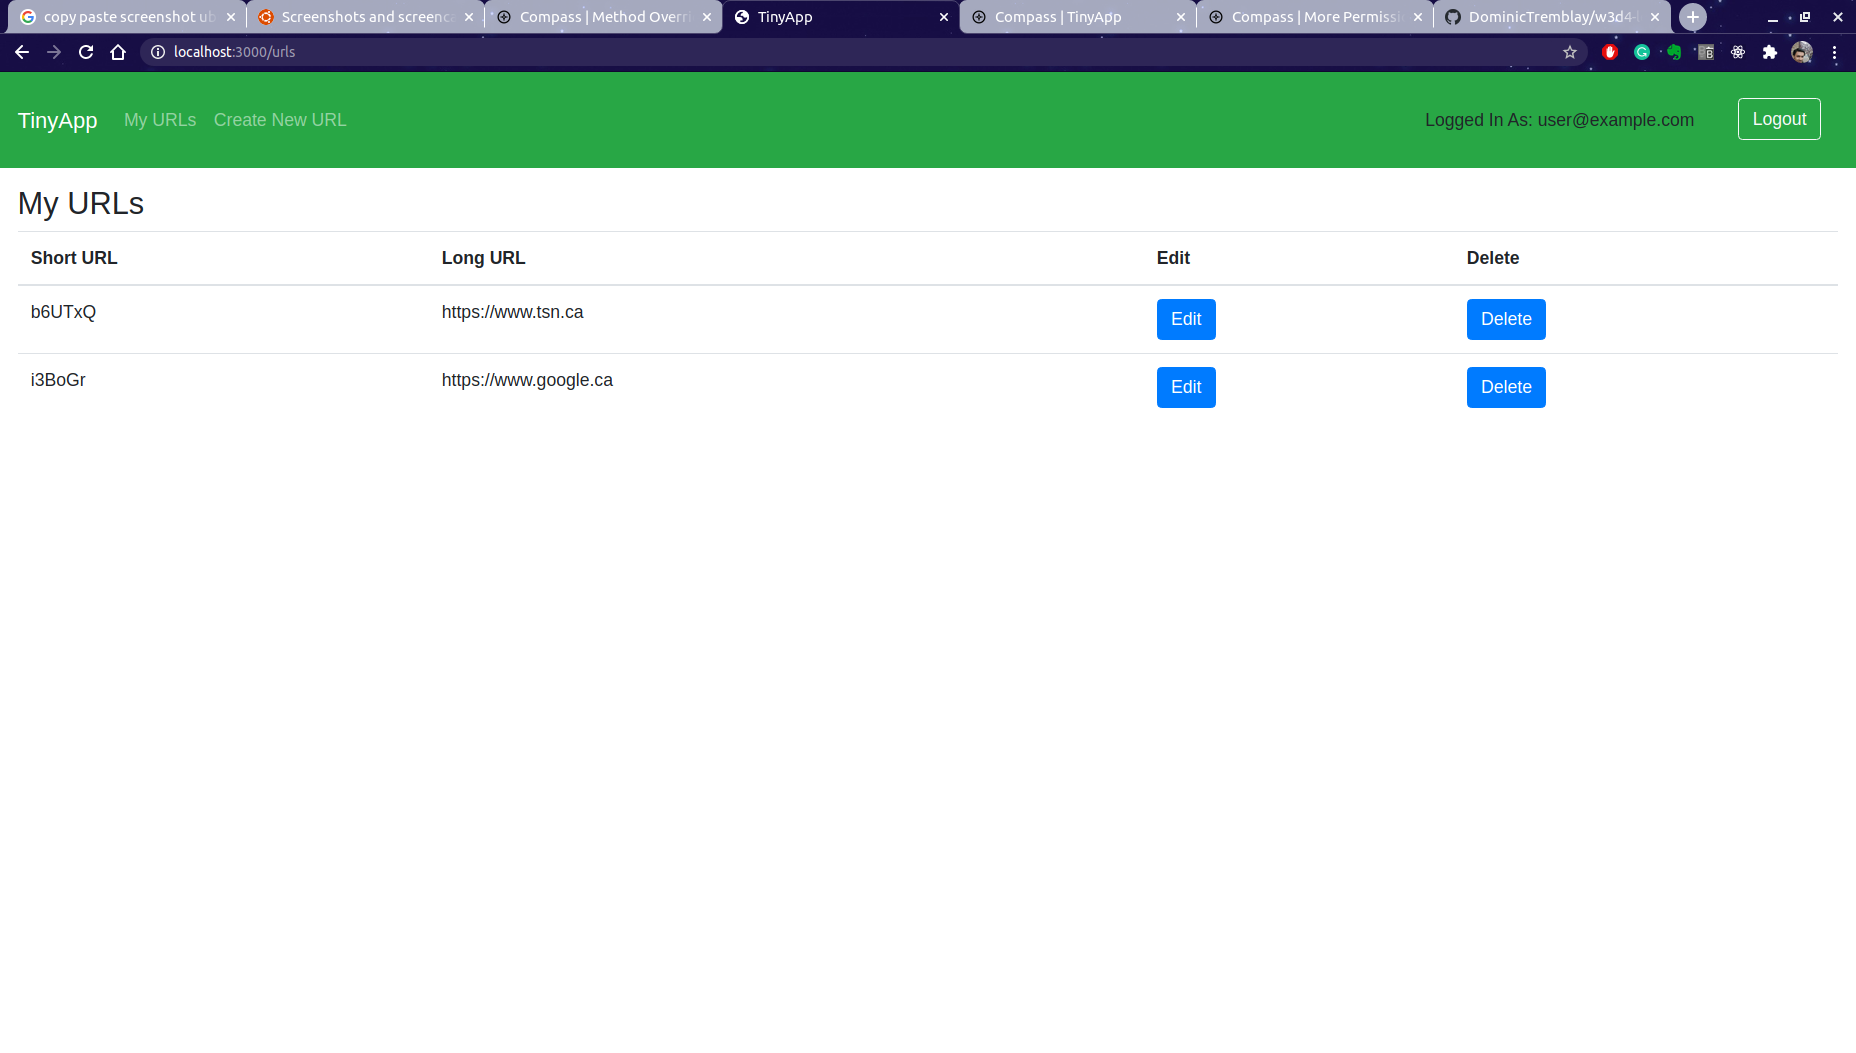 copy paste screenshot ub
Screenshots and screenca
Compass | Method Overri
TinyApp
Compass | TinyApp
Compass | More Permissi
DominicTremblay/w3d4-l
localhost:3000/urls
TinyApp My URLs Create New URL Logged In As: user@example.com Logout
My URLs
Short URL Long URL Edit Delete
b6UTxQ https://www.tsn.ca Edit Delete
i3BoGr https://www.google.ca Edit Delete